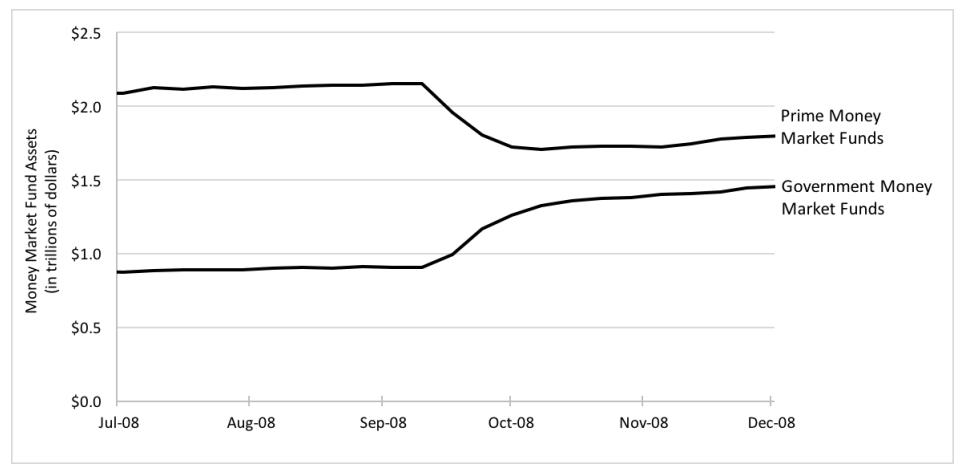 $2.5
$2.0
$1.5
$1.0
$0.5
$0.0
Money Market Fund Assets
(in trillions of dollars)
Jul-08
Aug-08
Sep-08
Oct-08
Nov-08
Dec-08
Prime Money
Market Funds
Government Money
Market Funds